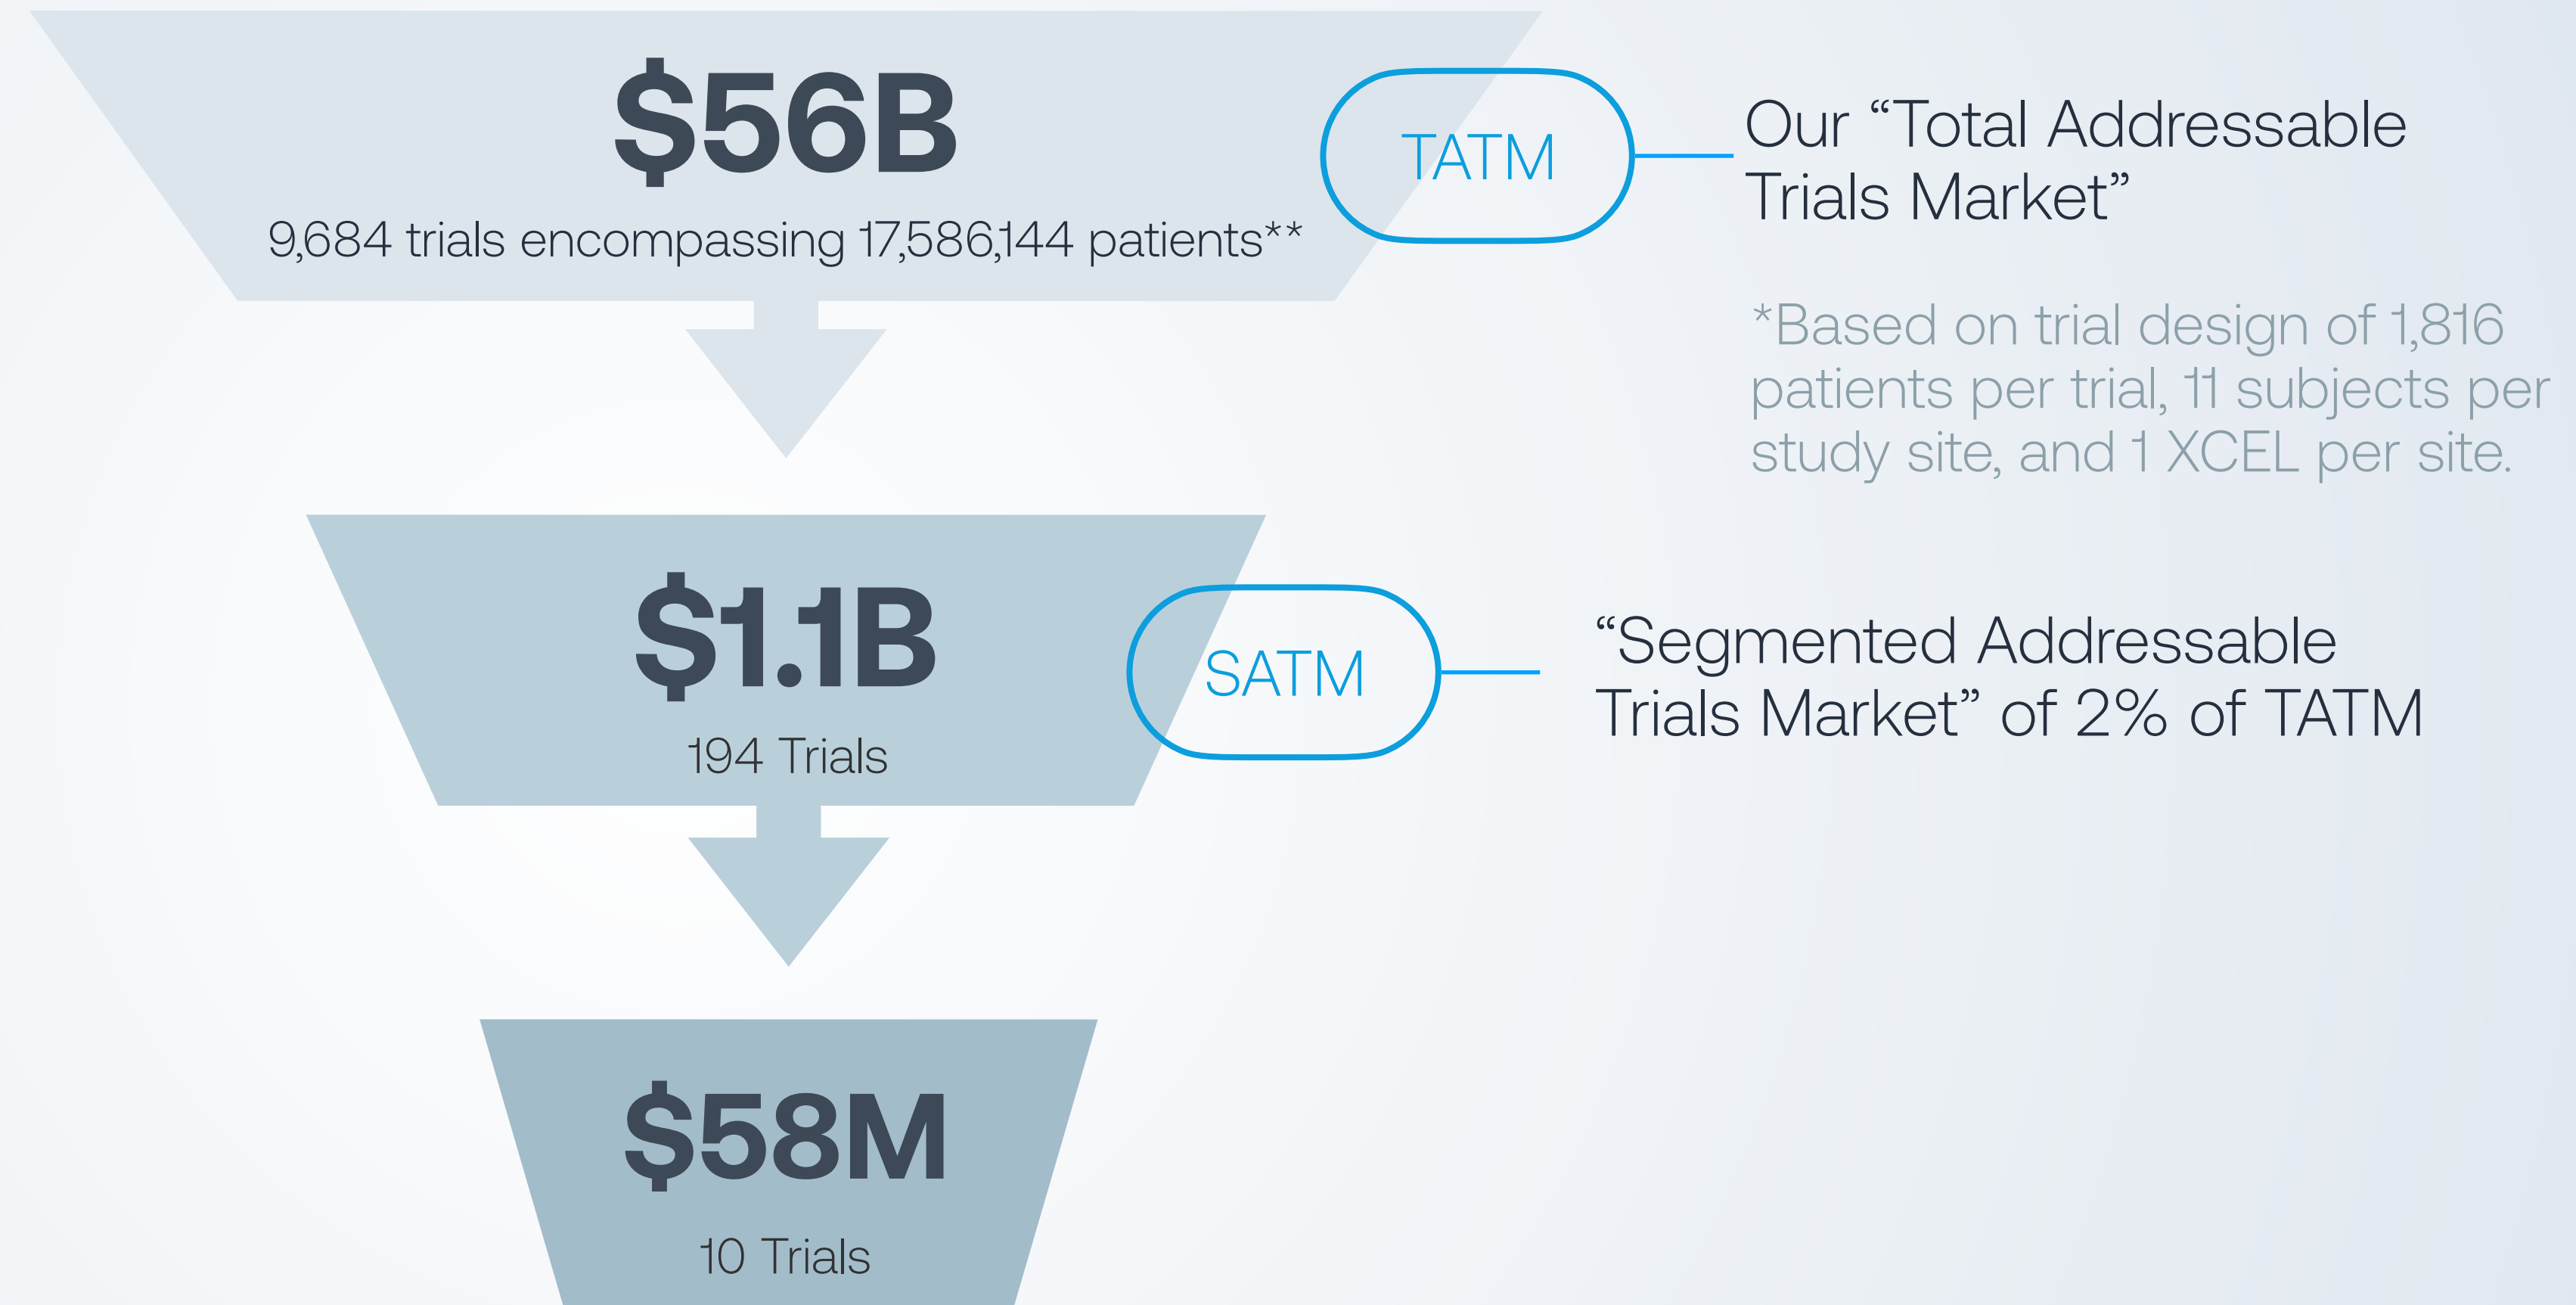 $56B
9,684 trials encompassing 17,586,144 patients**
TATM
Our “Total Addressable
Trials Market”
*Based on trial design of 1,816
patients per trial, 11 subjects per
study site, and 1 XCEL per site.
$1.1B
194 Trials
SATM
“Segmented Addressable
Trials Market” of 2% of TATM
$58M
10 Trials